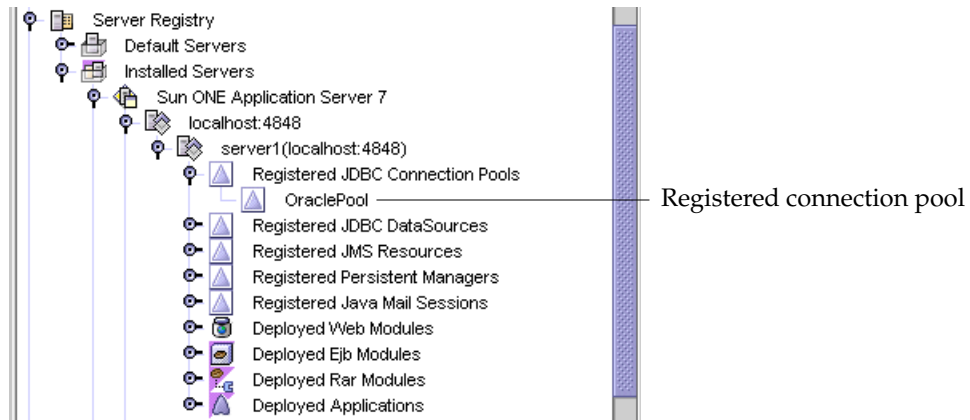 Server Registry
Default Servers
Installed Servers
Sun ONE Application Server 7
localhost:4848
server1(localhost:4848)
Registered JDBC Connection Pools
OraclePool
Registered connection pool
Registered JDBC DataSources
Registered JMS Resources
Registered Persistent Managers
Registered Java Mail Sessions
Deployed Web Modules
Deployed Ejb Modules
Deployed Rar Modules
Deployed Applications